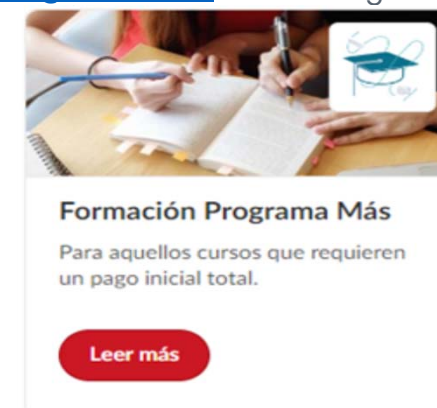 Formación Programa Más
Para aquellos cursos que requieren
un pago inicial total.
Leer más